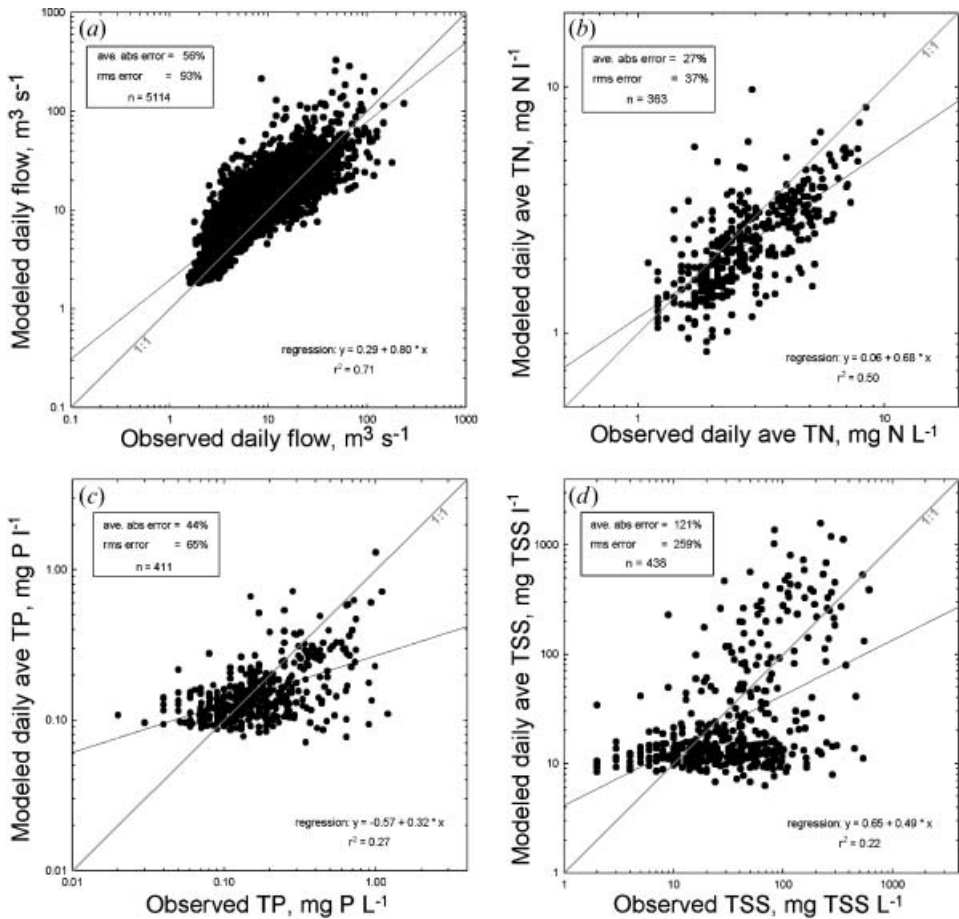 (a)
ave. abs error = 56%
rms error = 93%
n = 5114
1000
100
10
1
0.1
Modeled daily flow, m³ s⁻¹
1:1
regression: y = 0.29 + 0.80 * x
r² = 0.71
0.1 1 10 100 1000
Observed daily flow, m³ s⁻¹
(b)
ave. abs error = 27%
rms error = 37%
n = 363
1:1
10
1
Modeled daily ave TN, mg N l⁻¹
regression: y = 0.06 + 0.68 * x
r² = 0.50
1 10
Observed daily ave TN, mg N L⁻¹
(c)
ave. abs error = 44%
rms error = 65%
n = 411
1:1
1.00
0.10
0.01
Modeled daily ave TP, mg P l⁻¹
regression: y = -0.57 + 0.32 * x
r² = 0.27
0.01 0.10 1.00
Observed TP, mg P L⁻¹
(d)
ave. abs error = 121%
rms error = 259%
n = 438
1:1
1000
100
10
1
Modeled daily ave TSS, mg TSS l⁻¹
regression: y = 0.65 + 0.49 * x
r² = 0.22
1 10 100 1000
Observed TSS, mg TSS L⁻¹